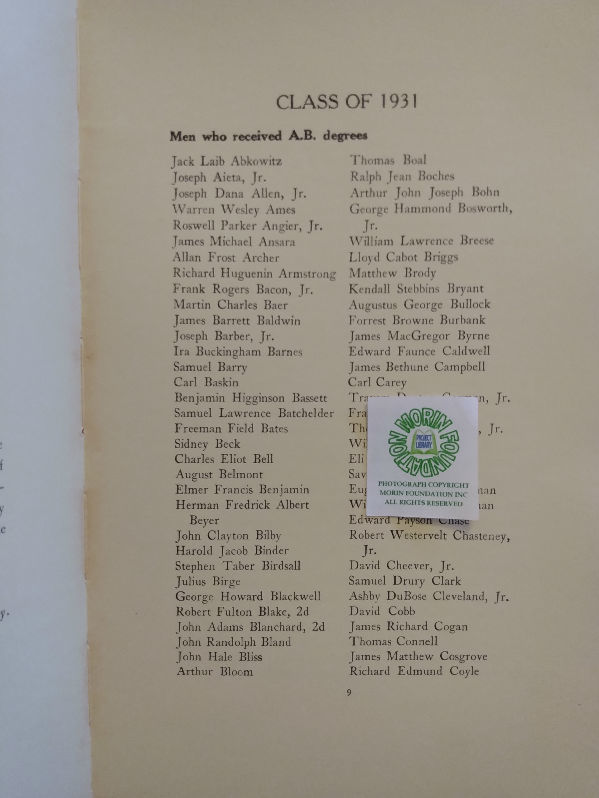 CLASS OF 1931
Men who received A.B. degrees
Jack Laib Abkowitz
Joseph Aieta, Jr.
Joseph Dana Allen, Jr.
Warren Wesley Ames
Roswell Parker Angier, Jr.
James Michael Ansara
Allan Frost Archer
Richard Huguenin Armstrong
Frank Rogers Bacon, Jr.
Martin Charles Baer
James Barrett Baldwin
Joseph Barber, Jr.
Ira Buckingham Barnes
Samuel Barry
Carl Baskin
Benjamin Higginson Bassett
Samuel Lawrence Batchelder
Freeman Field Bates
Sidney Beck
Charles Eliot Bell
August Belmont
Elmer Francis Benjamin
Herman Fredrick Albert
Beyer
John Clayton Bilby
Harold Jacob Binder
Stephen Taber Birdsall
Julius Birge
George Howard Blackwell
Robert Fulton Blake, 2d
John Adams Blanchard, 2d
John Randolph Bland
John Hale Bliss
Arthur Bloom
Thomas Boal
Ralph Jean Boches
Arthur John Joseph Bohn
George Hammond Bosworth,
Jr.
William Lawrence Breese
Lloyd Cabot Briggs
Matthew Brody
Kendall Stebbins Bryant
Augustus George Bullock
Forrest Browne Burbank
James MacGregor Byrne
Edward Faunce Caldwell
James Bethune Campbell
Carl Carey
Jr.
Jr.
Edward Payson Chase
Robert Westervelt Chasteney,
Jr.
David Cheever, Jr.
Samuel Drury Clark
Ashby DuBose Cleveland, Jr.
David Cobb
James Richard Cogan
Thomas Connell
James Matthew Cosgrove
Richard Edmund Coyle
MORIN FOUNDATION
PROJECT
LIBRARY
PHOTOGRAPH COPYRIGHT
MORIN FOUNDATION INC
ALL RIGHTS RESERVED
9